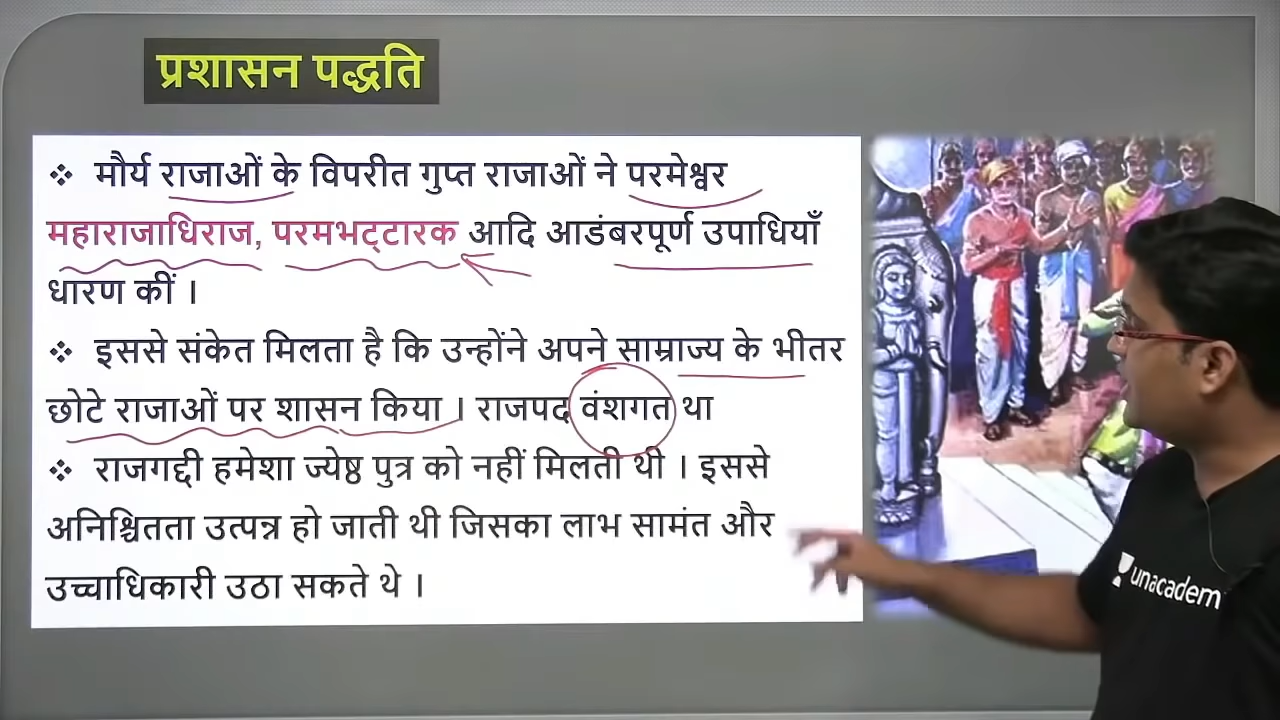 प्रशासन पद्धति
❖ मौर्य राजाओं के विपरीत गुप्त राजाओं ने परमेश्वर
महाराजाधिराज, परमभट्टारक आदि आडंबरपूर्ण उपाधियाँ
धारण कीं ।
❖ इससे संकेत मिलता है कि उन्होंने अपने साम्राज्य के भीतर
छोटे राजाओं पर शासन किया । राजपद वंशगत था
❖ राजगद्दी हमेशा ज्येष्ठ पुत्र को नहीं मिलती थी । इससे
अनिश्चितता उत्पन्न हो जाती थी जिसका लाभ सामंत और
उच्चाधिकारी उठा सकते थे ।
unacadem